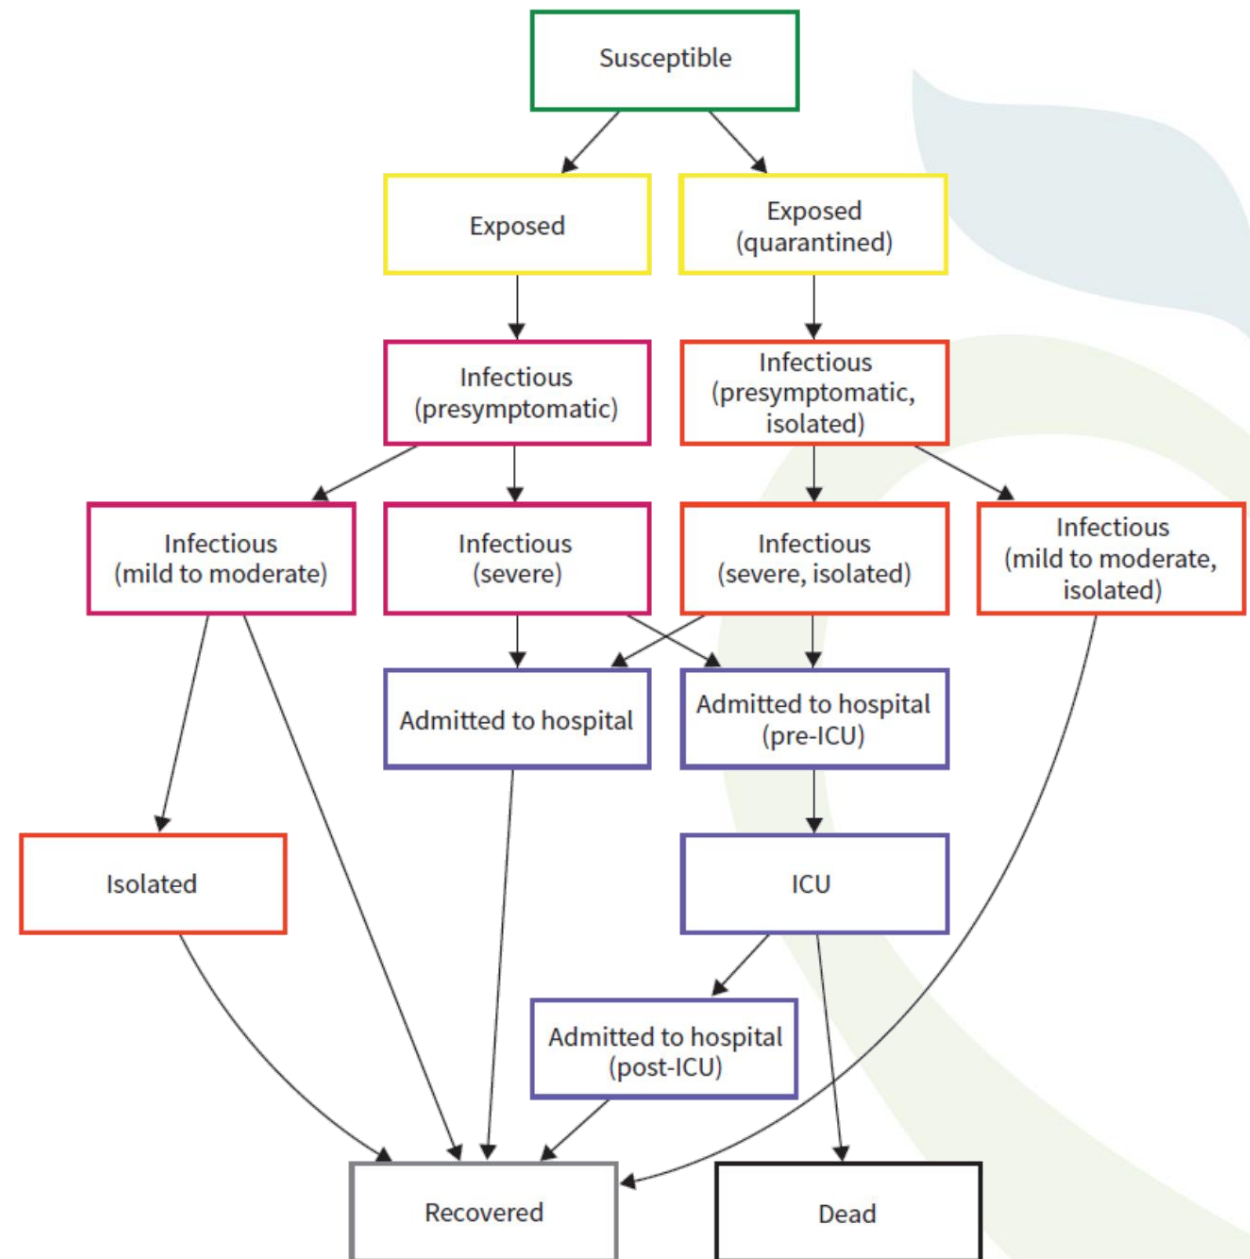 Susceptible
Exposed
Exposed
(quarantined)
Infectious
(presymptomatic)
Infectious
(presymptomatic,
isolated)
Infectious
(mild to moderate)
Infectious
(severe)
Infectious
(severe, isolated)
Infectious
(mild to moderate,
isolated)
Admitted to hospital
Admitted to hospital
(pre-ICU)
Isolated
ICU
Admitted to hospital
(post-ICU)
Recovered
Dead